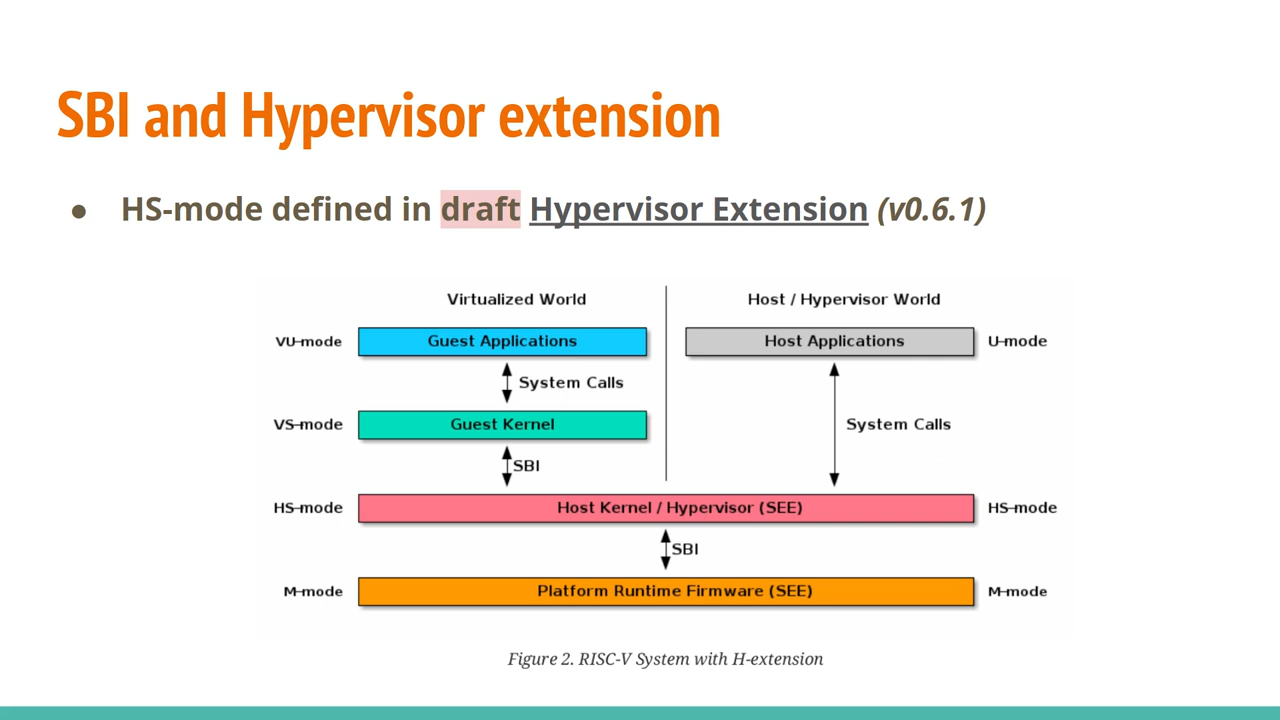 SBI and Hypervisor extension
● HS-mode defined in draft Hypervisor Extension (v0.6.1)
Virtualized World
Host / Hypervisor World
VU-mode
Guest Applications
Host Applications
U-mode
System Calls
VS-mode
Guest Kernel
System Calls
SBI
HS-mode
Host Kernel / Hypervisor (SEE)
HS-mode
SBI
M-mode
Platform Runtime Firmware (SEE)
M-mode
Figure 2. RISC-V System with H-extension